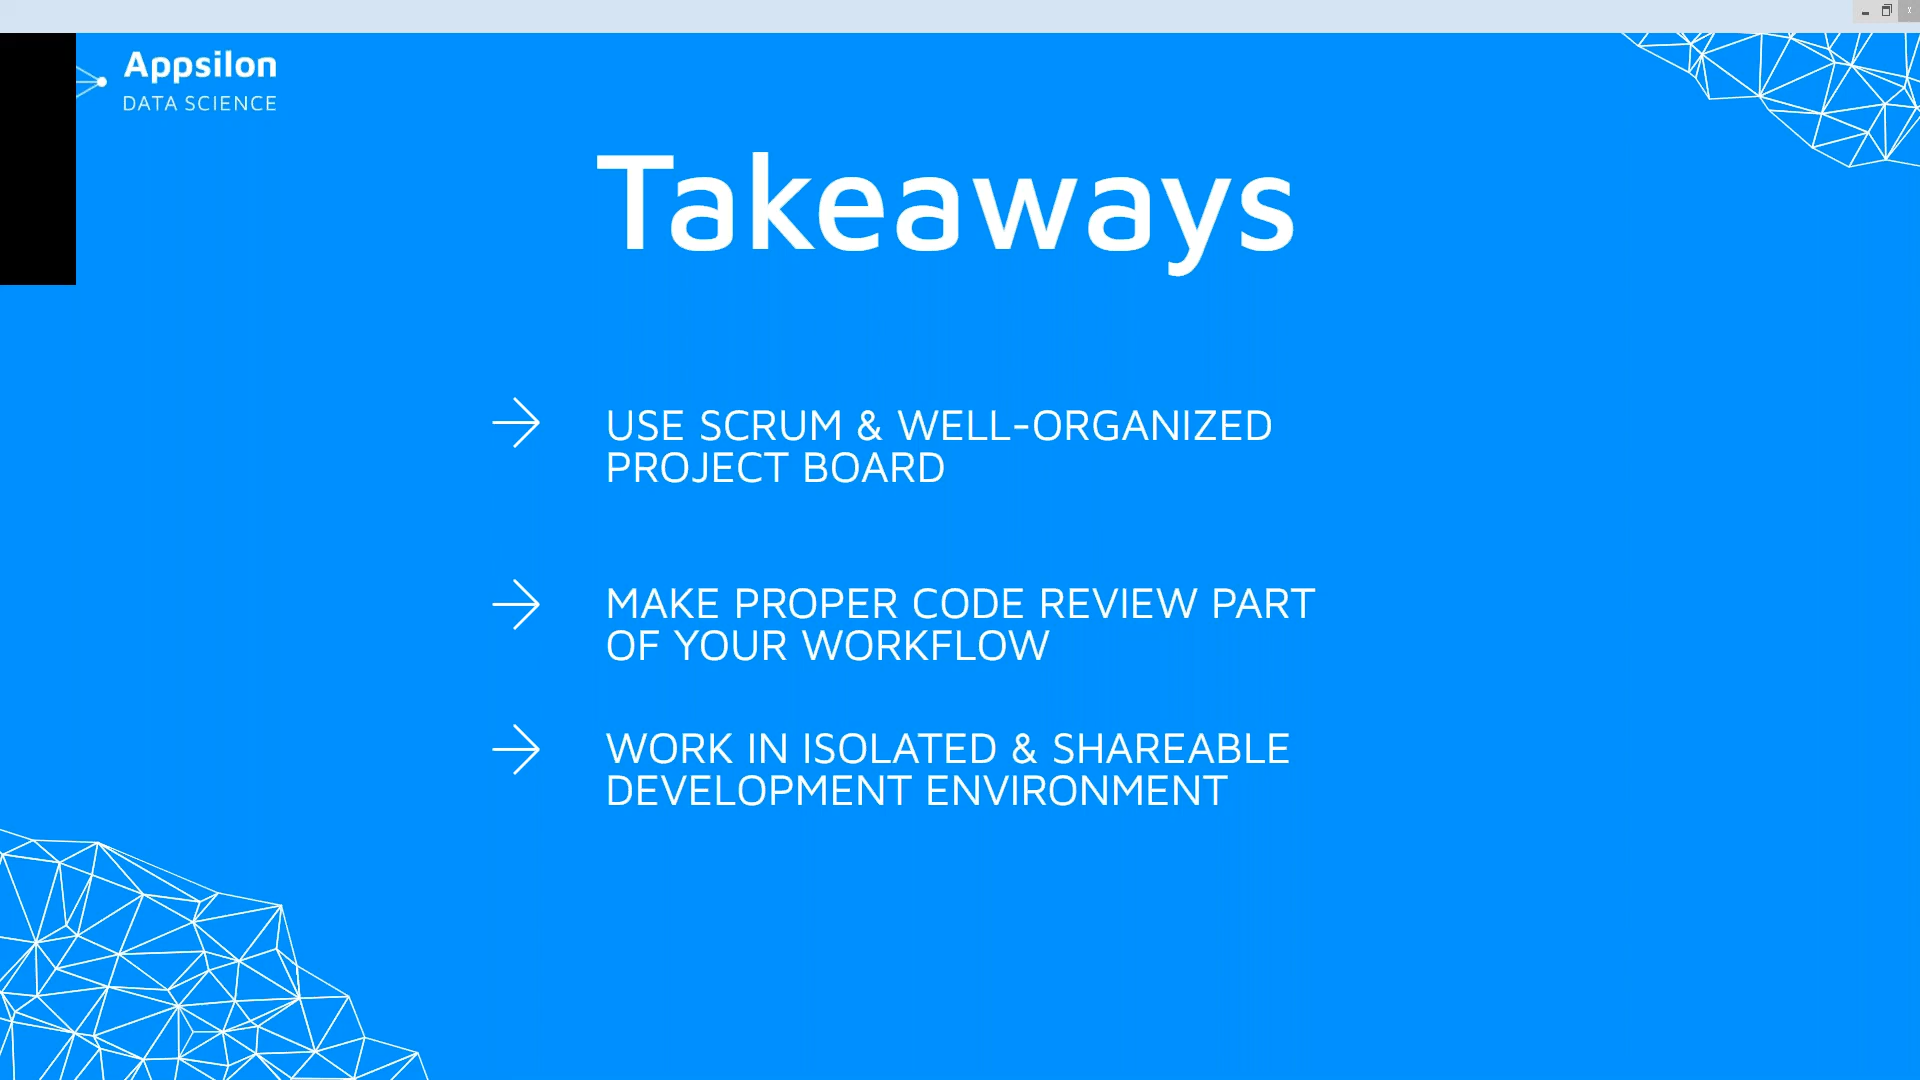 Appsilon
DATA SCIENCE
Takeaways
USE SCRUM & WELL-ORGANIZED
PROJECT BOARD
MAKE PROPER CODE REVIEW PART
OF YOUR WORKFLOW
WORK IN ISOLATED & SHAREABLE
DEVELOPMENT ENVIRONMENT